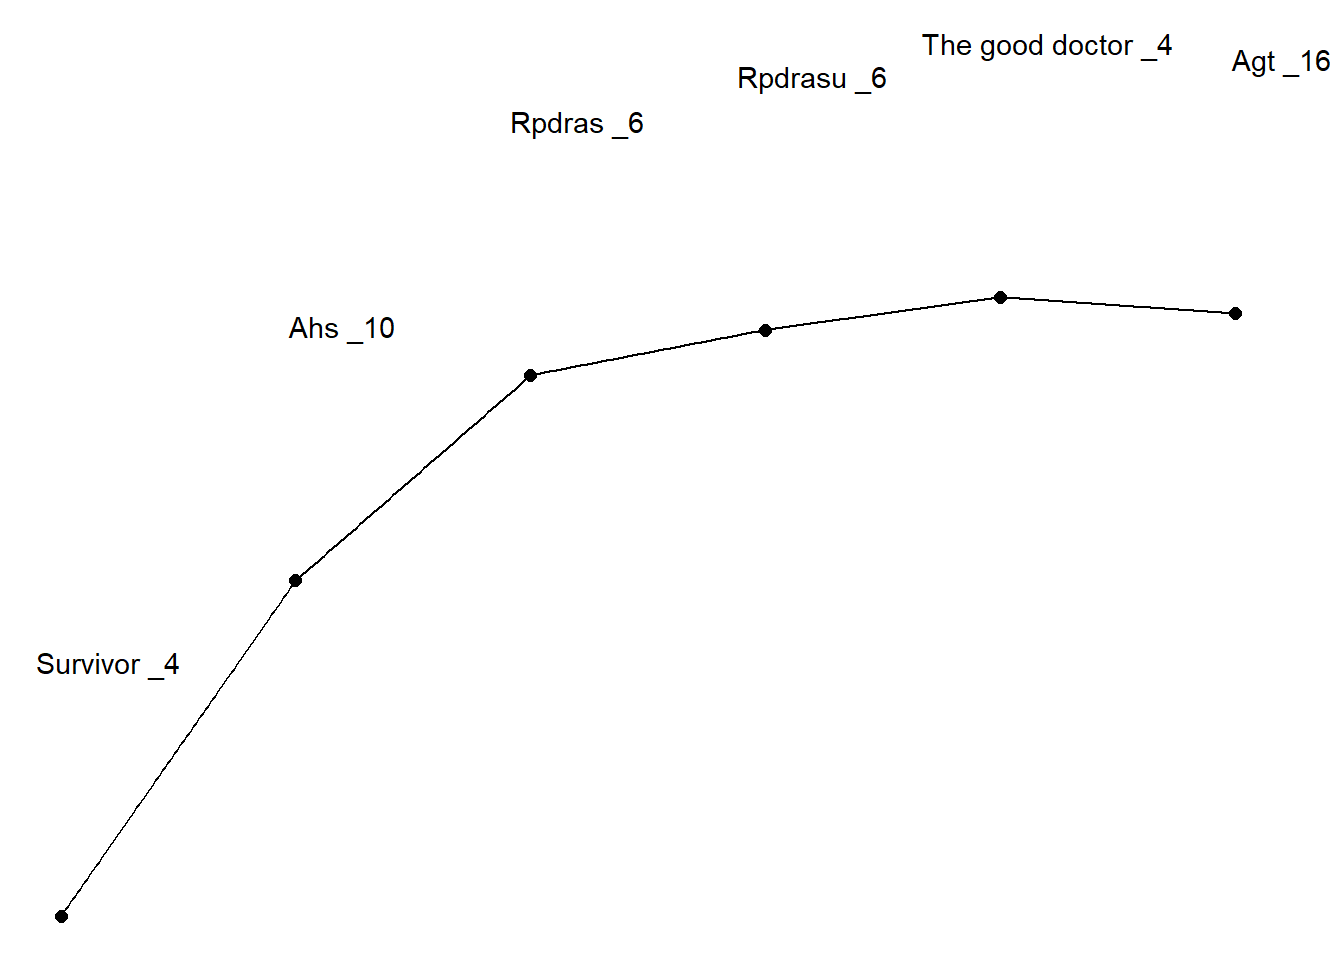 The good doctor _4
Agt _16
Rpdrasu _6
Rpdras _6
Ahs _10
Survivor _4